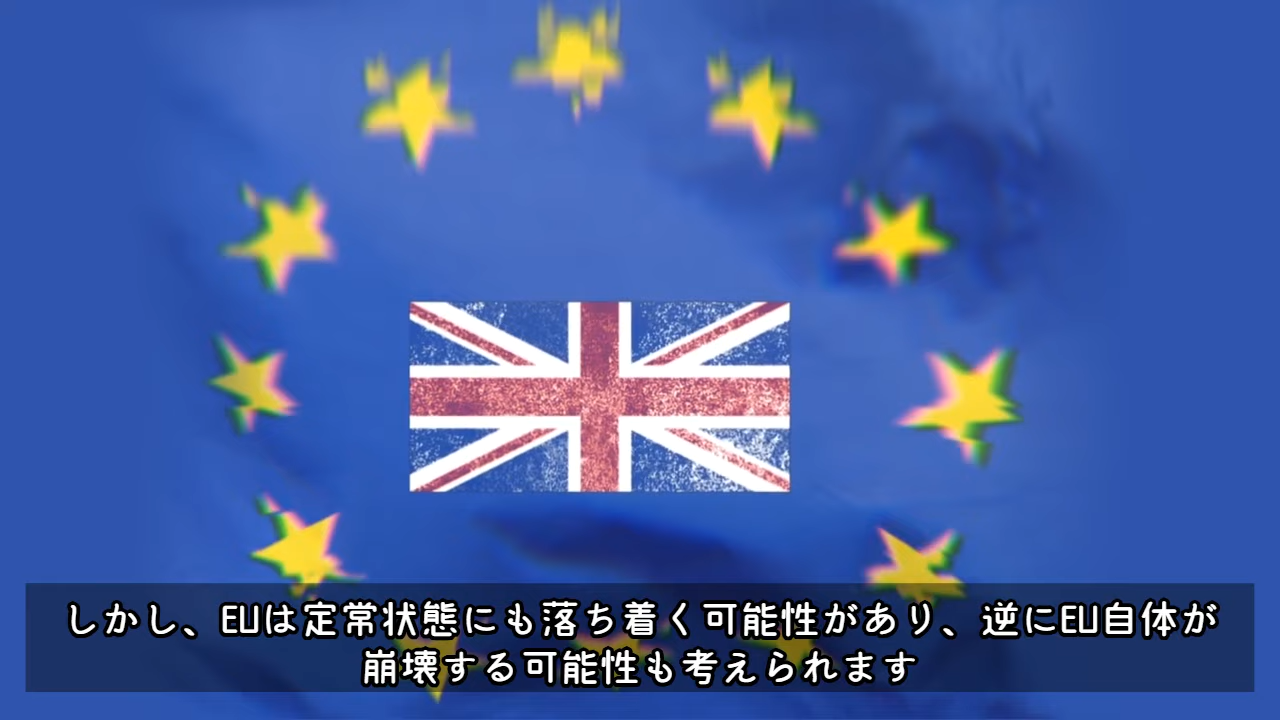 しかし、EUは定常状態にも落ち着く可能性があり、逆にEU自体が
崩壊する可能性も考えられます